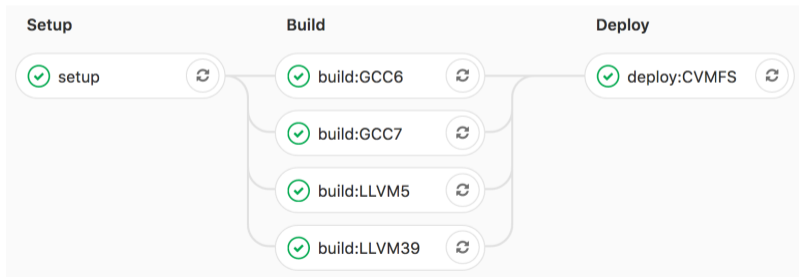 Setup
Build
Deploy
setup
build:GCC6
deploy:CVMFS
build:GCC7
build:LLVM5
build:LLVM39